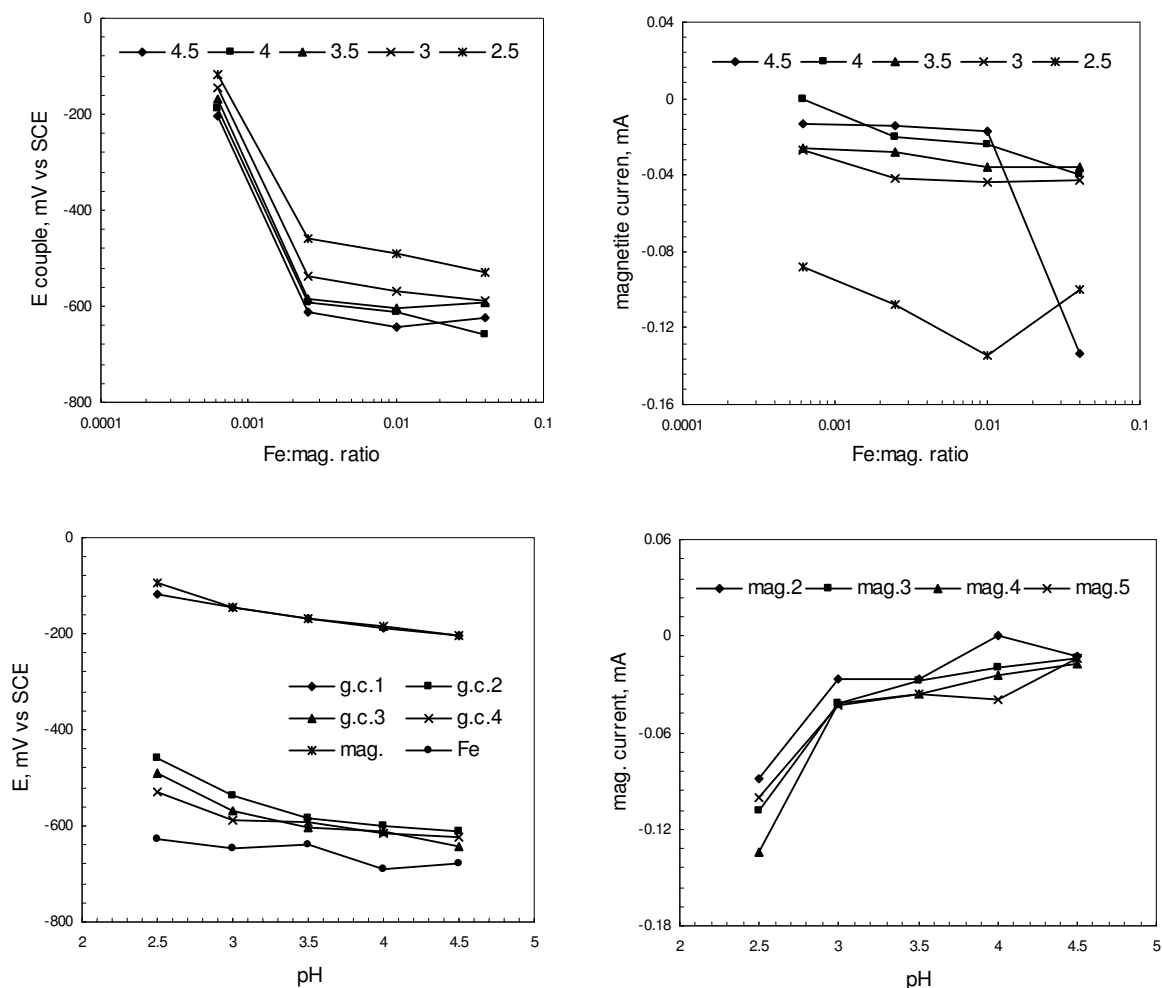 0
4.5 4 3.5 3 2.5
-200
-400
-600
-800
0.0001 0.001 0.01 0.1
E couple, mV vs SCE
Fe:mag. ratio
0.04
4.5 4 3.5 3 2.5
0
-0.04
-0.08
-0.12
-0.16
0.0001 0.001 0.01 0.1
magnetite curren, mA
Fe:mag. ratio
0
-200
-400
-600
-800
g.c.1 g.c.2
g.c.3 g.c.4
mag. Fe
2 2.5 3 3.5 4 4.5 5
E, mV vs SCE
pH
0.06
mag.2 mag.3 mag.4 mag.5
0
-0.06
-0.12
-0.18
2 2.5 3 3.5 4 4.5 5
mag. current, mA
pH